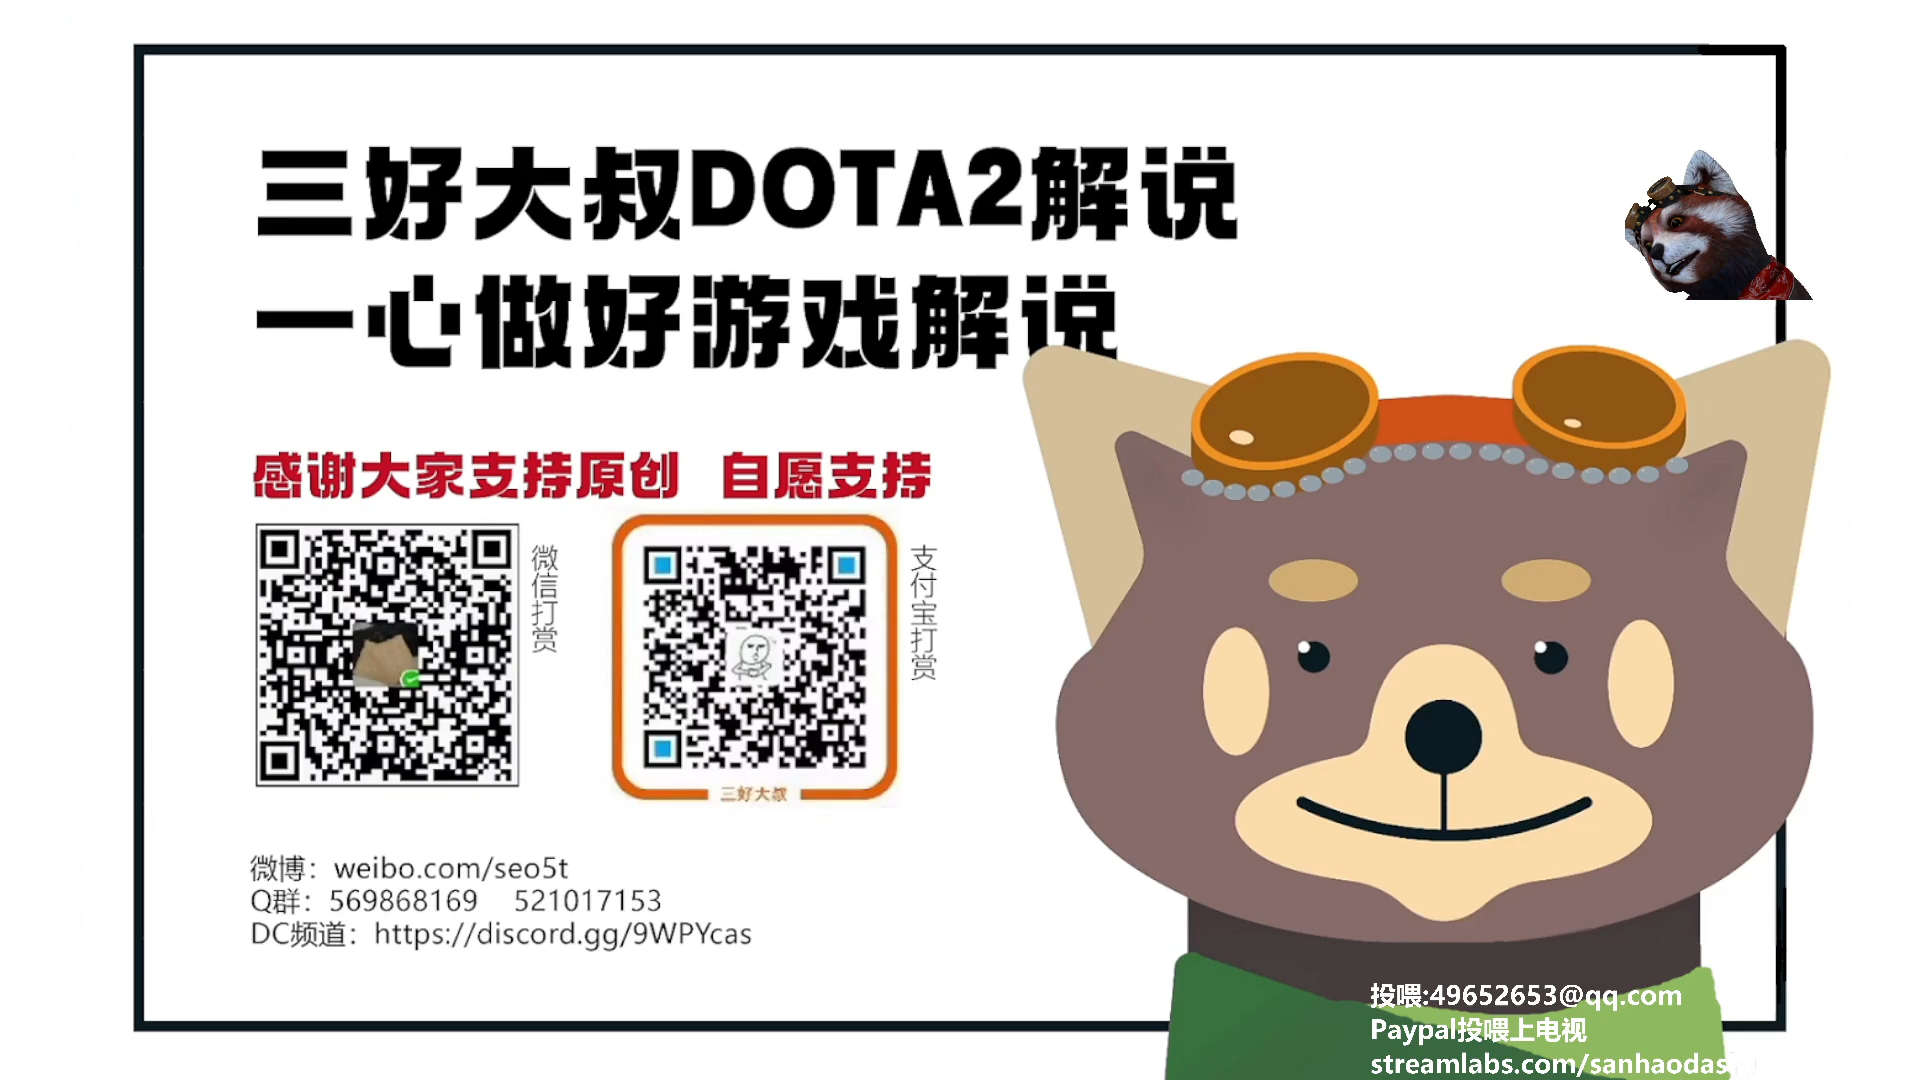 三好大叔DOTA2解说
一心做好游戏解说
感谢大家支持原创 自愿支持
微信打赏
支付宝打赏
三好大叔
微博：weibo.com/seo5t
Q群：569868169 521017153
DC频道：https://discord.gg/9WPYcas
投喂:49652653@qq.com
Paypal投喂上电视